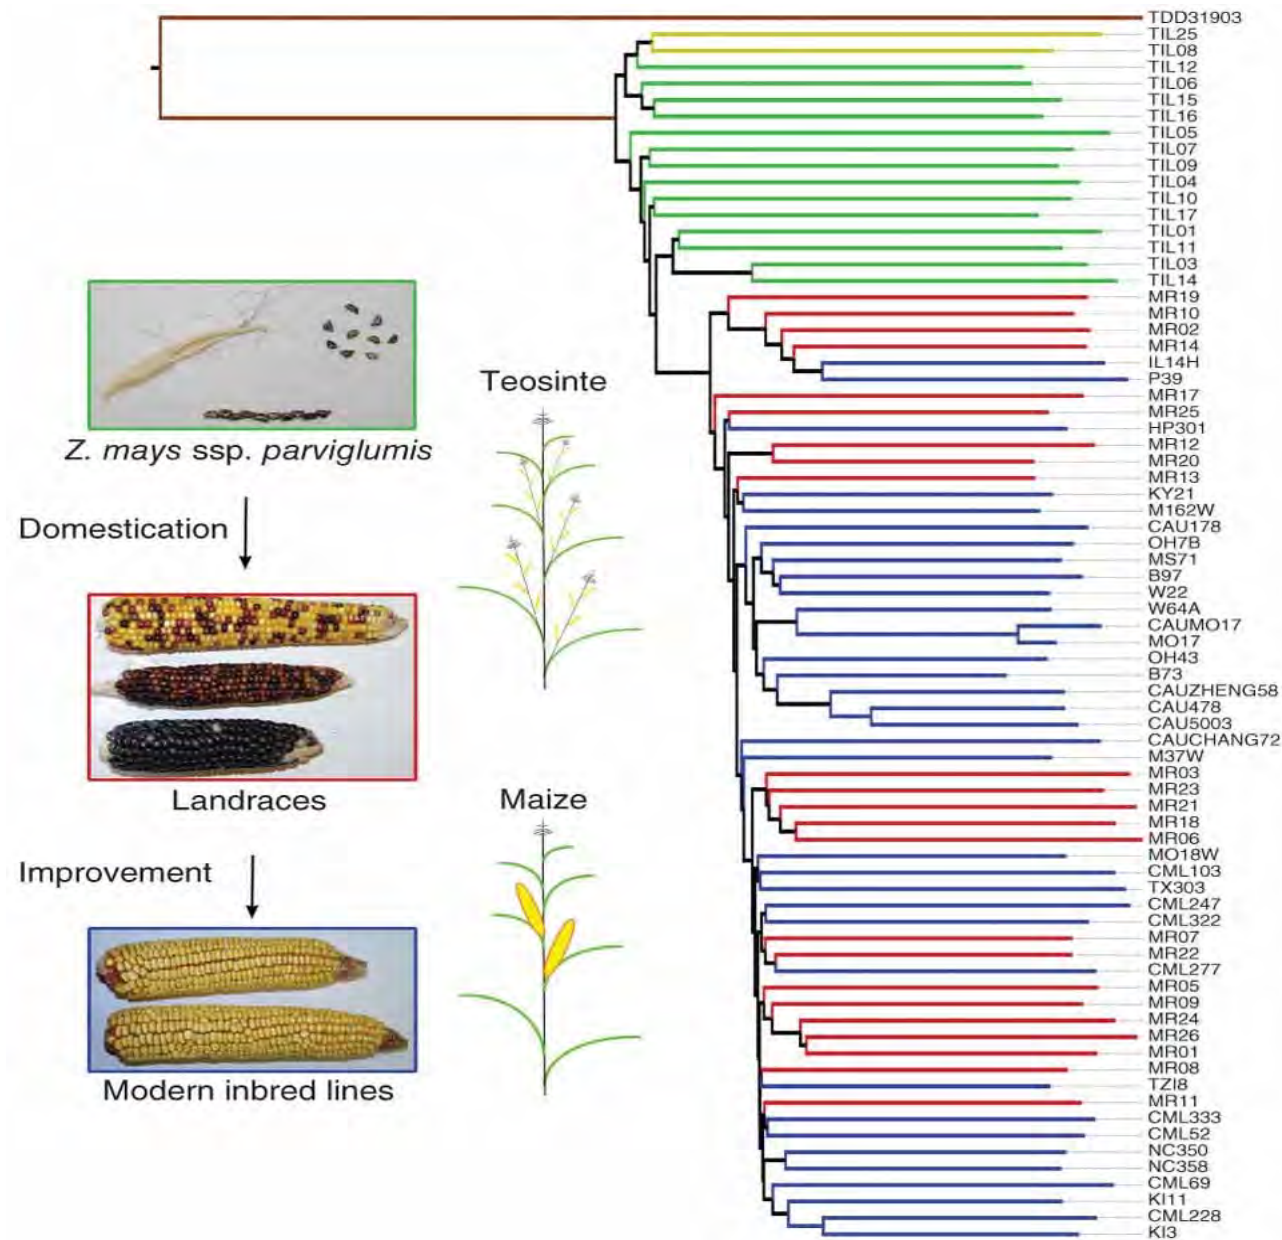 Z. mays ssp. parviglumis
Domestication
Landraces
Improvement
Modern inbred lines
Teosinte
Maize
TDD31903
TIL25
TIL08
TIL12
TIL06
TIL15
TIL16
TIL05
TIL07
TIL09
TIL04
TIL10
TIL17
TIL01
TIL11
TIL03
TIL14
MR19
MR10
MR02
MR14
IL14H
P39
MR17
MR25
HP301
MR12
MR20
MR13
KY21
M162W
CAU178
OH7B
MS71
B97
W22
W64A
CAUMO17
MO17
OH43
B73
CAUZHENG58
CAU478
CAU5003
CAUCHANG72
M37W
MR03
MR23
MR21
MR18
MR06
MO18W
CML103
TX303
CML247
CML322
MR07
MR22
CML277
MR05
MR09
MR24
MR26
MR01
MR08
TZI8
MR11
CML333
CML52
NC350
NC358
CML69
KI11
CML228
KI3